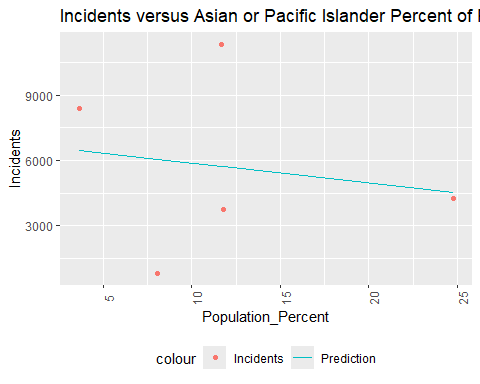 Incidents versus Asian or Pacific Islander Percent of
Incidents
9000
6000
3000
5
10
15
20
25
Population_Percent
colour
Incidents
Prediction